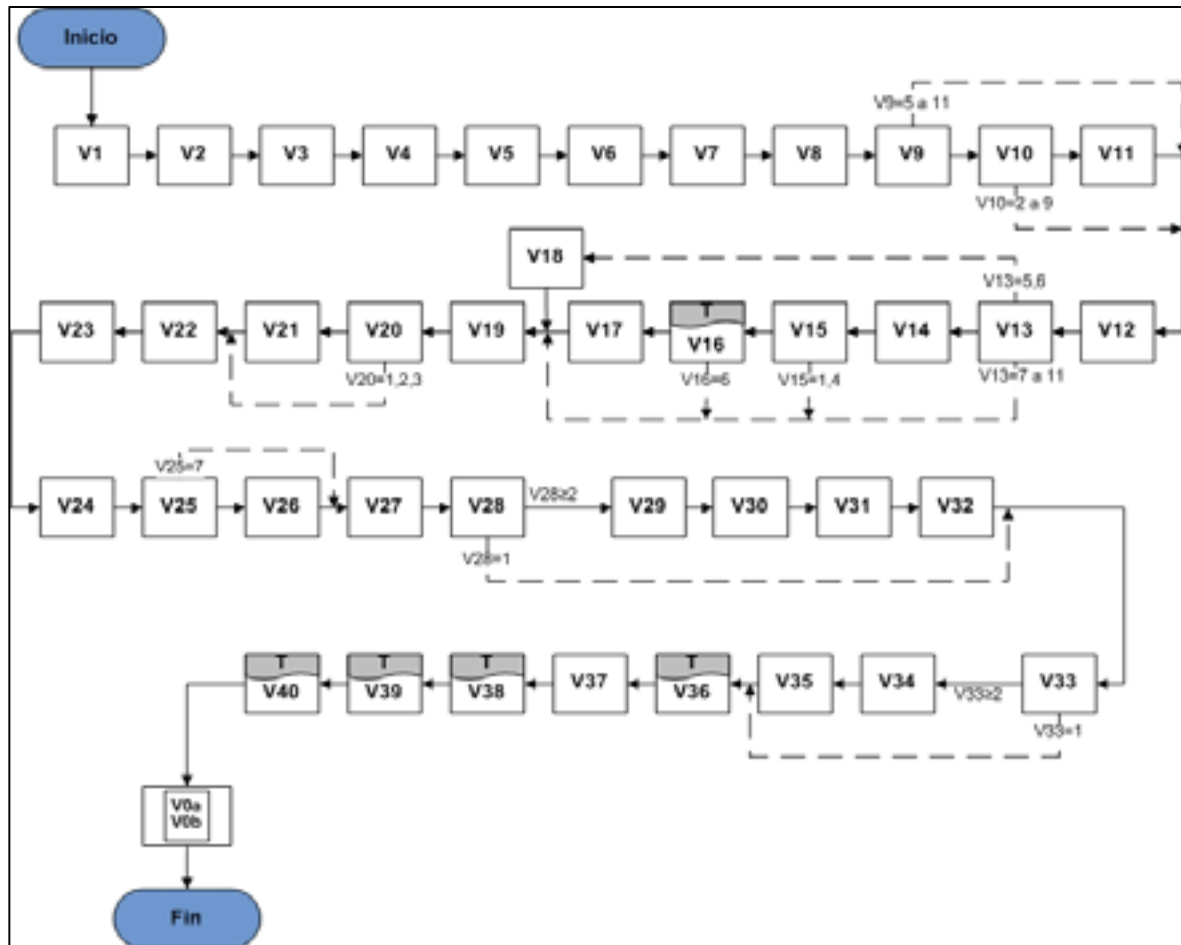 Inicio
V9=5 a 11
V1 V2 V3 V4 V5 V6 V7 V8 V9 V10 V11
V10=2 a 9
V18
V13=5,6
T
V23 V22 V21 V20 V19 V17 V16 V15 V14 V13 V12
V20=1,2,3 V16=6 V15=1,4 V13=7 a 11
V25=7
V28≥2
V24 V25 V26 V27 V28 V29 V30 V31 V32
V28=1
T T T T
V40 V39 V38 V37 V36 V35 V34 V33≥2 V33
V33=1
V0a
V0b
Fin